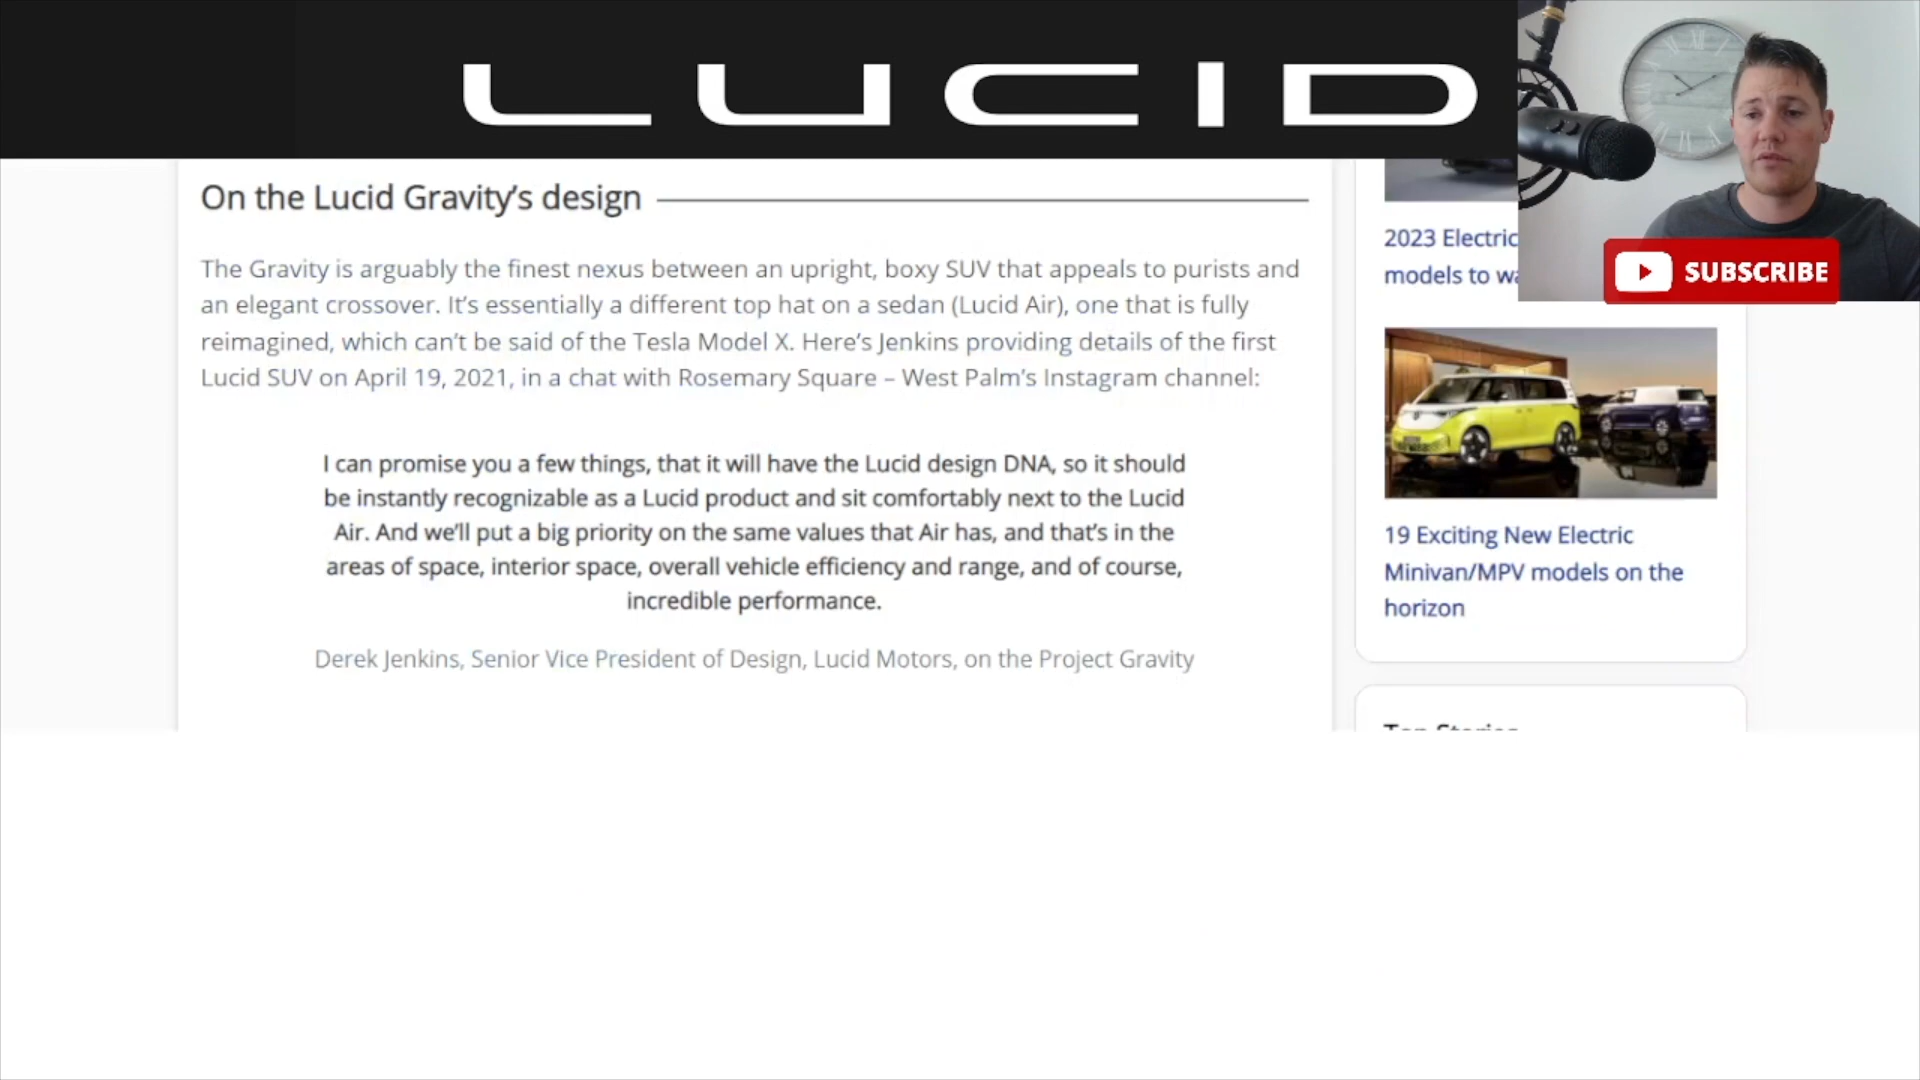 LUCID
On the Lucid Gravity's design
The Gravity is arguably the finest nexus between an upright, boxy SUV that appeals to purists and
an elegant crossover. It's essentially a different top hat on a sedan (Lucid Air), one that is fully
reimagined, which can't be said of the Tesla Model X. Here's Jenkins providing details of the first
Lucid SUV on April 19, 2021, in a chat with Rosemary Square – West Palm's Instagram channel:
I can promise you a few things, that it will have the Lucid design DNA, so it should
be instantly recognizable as a Lucid product and sit comfortably next to the Lucid
Air. And we'll put a big priority on the same values that Air has, and that's in the
areas of space, interior space, overall vehicle efficiency and range, and of course,
incredible performance.
Derek Jenkins, Senior Vice President of Design, Lucid Motors, on the Project Gravity
2023 Electric
models to
SUBSCRIBE
19 Exciting New Electric
Minivan/MPV models on the
horizon